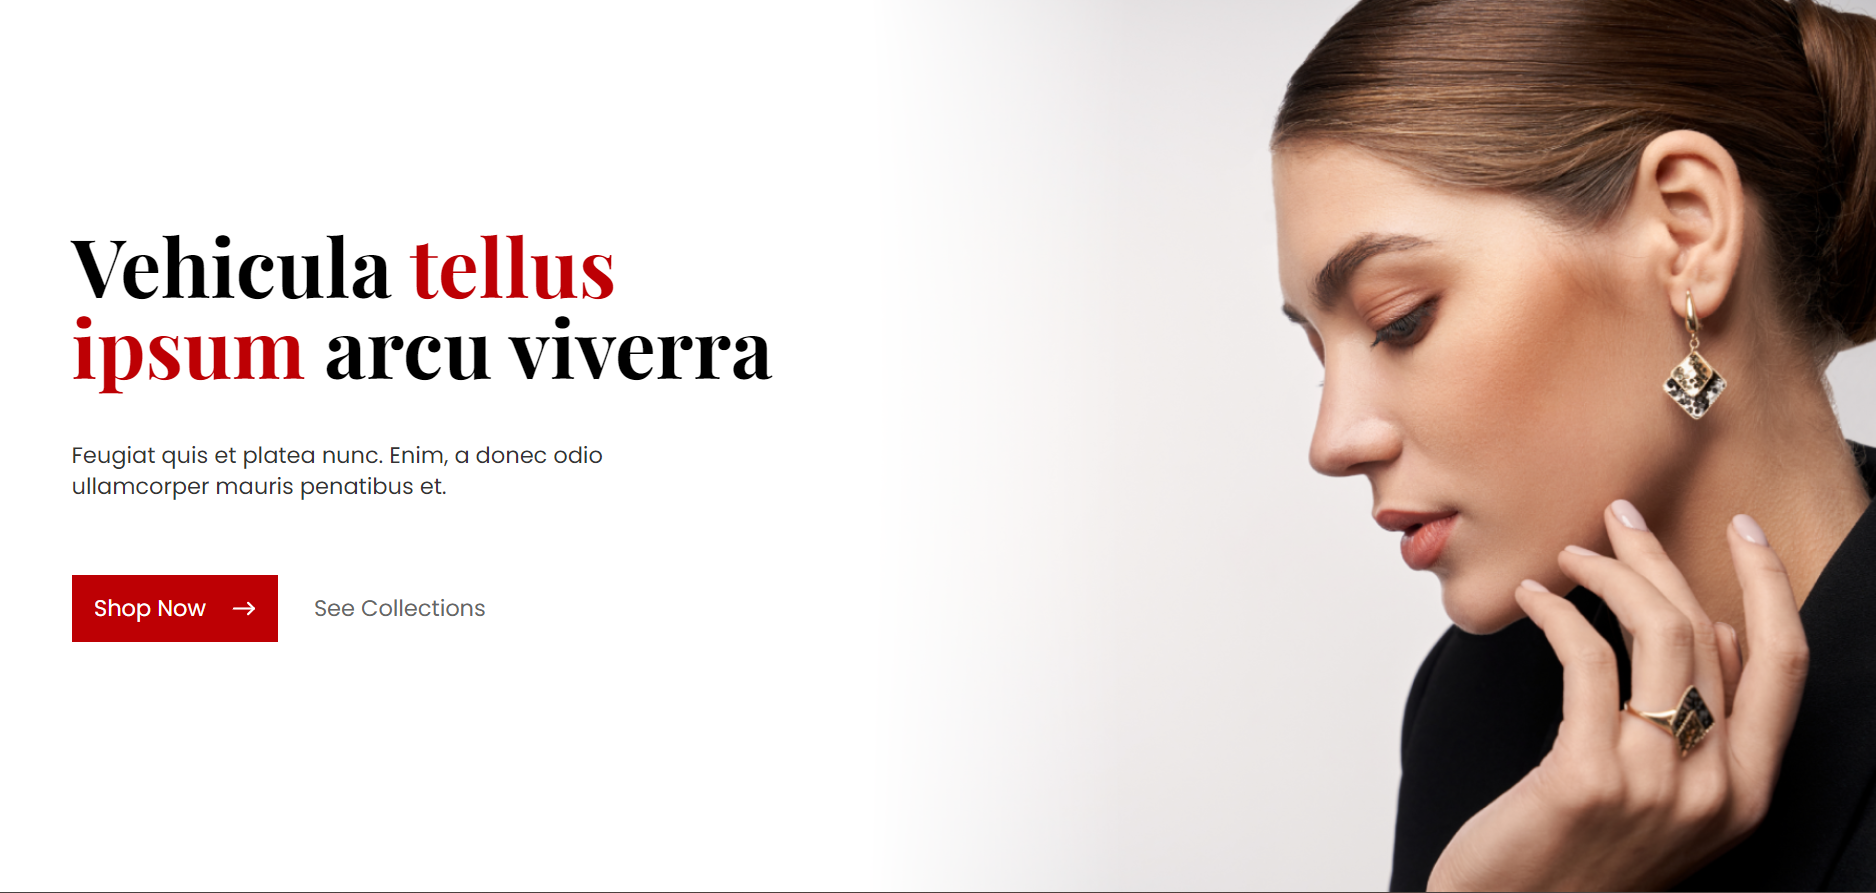 Vehicula tellus
ipsum arcu viverra
Feugiat quis et platea nunc. Enim, a donec odio
ullamcorper mauris penatibus et.
Shop Now → See Collections